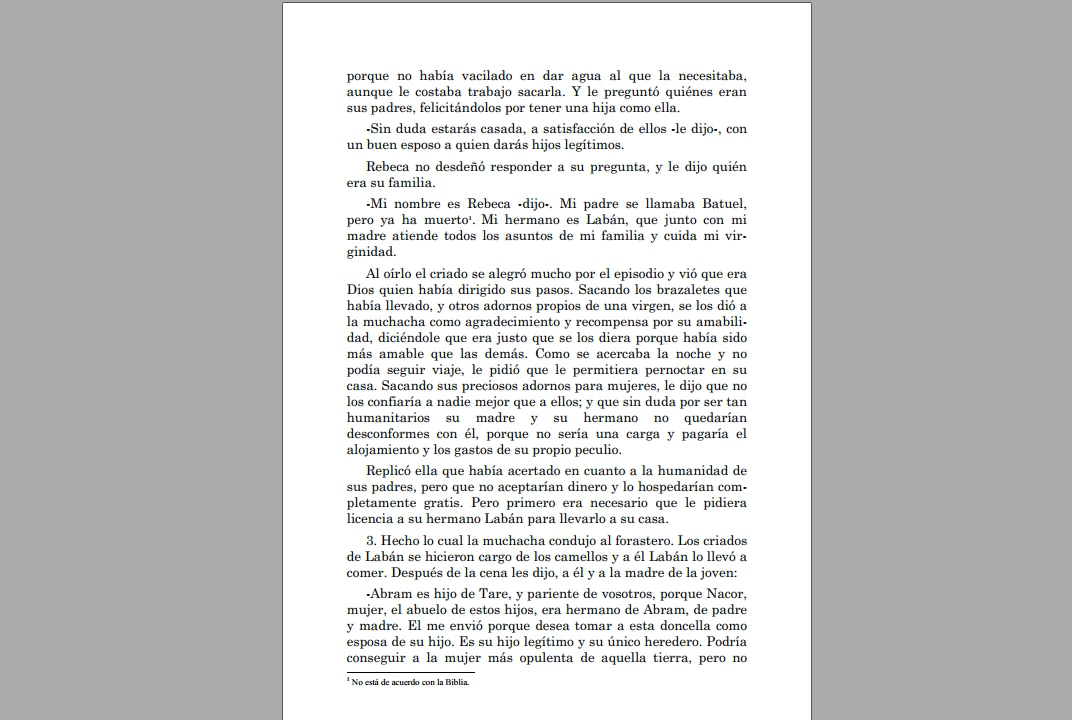 porque no había vacilado en dar agua al que la necesitaba,
aunque le costaba trabajo sacarla. Y le preguntó quiénes eran
sus padres, felicitándolos por tener una hija como ella.
-Sin duda estarás casada, a satisfacción de ellos -le dijo-, con
un buen esposo a quien darás hijos legítimos.
Rebeca no desdeñó responder a su pregunta, y le dijo quién
era su familia.
-Mi nombre es Rebeca -dijo-. Mi padre se llamaba Batuel,
pero ya ha muerto¹. Mi hermano es Labán, que junto con mi
madre atiende todos los asuntos de mi familia y cuida mi vir-
ginidad.
Al oírlo el criado se alegró mucho por el episodio y vió que era
Dios quien había dirigido sus pasos. Sacando los brazaletes que
había llevado, y otros adornos propios de una virgen, se los dió a
la muchacha como agradecimiento y recompensa por su amabili-
dad, diciéndole que era justo que se los diera porque había sido
más amable que las demás. Como se acercaba la noche y no
podía seguir viaje, le pidió que le permitiera pernoctar en su
casa. Sacando sus preciosos adornos para mujeres, le dijo que no
los confiaría a nadie mejor que a ellos; y que sin duda por ser tan
humanitarios su madre y su hermano no quedarían
desconformes con él, porque no sería una carga y pagaría el
alojamiento y los gastos de su propio peculio.
Replicó ella que había acertado en cuanto a la humanidad de
sus padres, pero que no aceptarían dinero y lo hospedarían com-
pletamente gratis. Pero primero era necesario que le pidiera
licencia a su hermano Labán para llevarlo a su casa.
3. Hecho lo cual la muchacha condujo al forastero. Los criados
de Labán se hicieron cargo de los camellos y a él Labán lo llevó a
comer. Después de la cena les dijo, a él y a la madre de la joven:
-Abram es hijo de Tare, y pariente de vosotros, porque Nacor,
mujer, el abuelo de estos hijos, era hermano de Abram, de padre
y madre. El me envió porque desea tomar a esta doncella como
esposa de su hijo. Es su hijo legítimo y su único heredero. Podría
conseguir a la mujer más opulenta de aquella tierra, pero no
¹ No está de acuerdo con la Biblia.